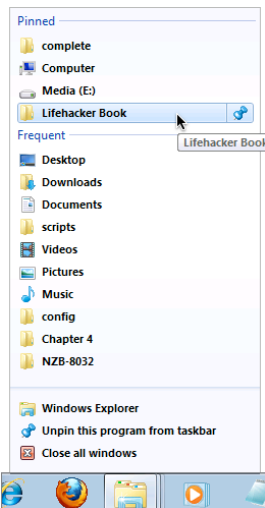 Pinned
complete
Computer
Media (E:)
Lifehacker Book
Frequent
Lifehacker Book
Desktop
Downloads
Documents
scripts
Videos
Pictures
Music
config
Chapter 4
NZB-8032
Windows Explorer
Unpin this program from taskbar
Close all windows